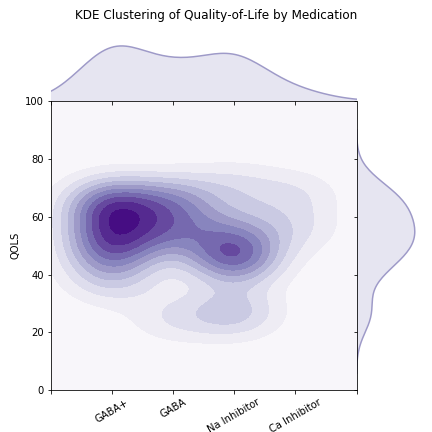 KDE Clustering of Quality-of-Life by Medication
100
80
60
40
20
0
QOLS
GABA+
GABA
Na Inhibitor
Ca Inhibitor